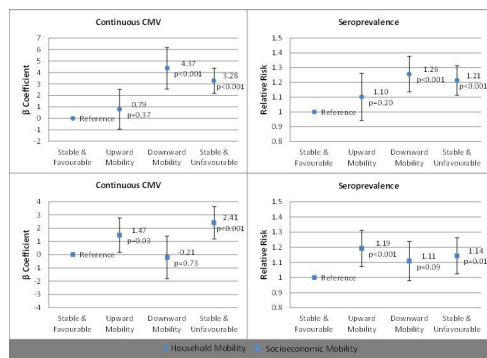 Continuous CMV
β Coefficient
7
6
5
4
3
2
1
0
-1
-2
Reference
0.79
p=0.37
4.37
p<0.001
3.28
p<0.001
Stable & Favourable
Upward Mobility
Downward Mobility
Stable & Unfavourable
Seroprevalence
Relative Risk
1.5
1.4
1.3
1.2
1.1
1
0.9
0.8
Reference
1.10
p=0.20
1.26
p<0.001
1.21
p<0.001
Stable & Favourable
Upward Mobility
Downward Mobility
Stable & Unfavourable
Continuous CMV
β Coefficient
4
3
2
1
0
-1
-2
-3
-4
Reference
1.47
p=0.03
-0.21
p=0.73
2.41
p<0.001
Stable & Favourable
Upward Mobility
Downward Mobility
Stable & Unfavourable
Seroprevalence
Relative Risk
1.5
1.4
1.3
1.2
1.1
1
0.9
0.8
Reference
1.19
p<0.001
1.11
p=0.09
1.14
p=0.01
Stable & Favourable
Upward Mobility
Downward Mobility
Stable & Unfavourable
Household Mobility
Socioeconomic Mobility